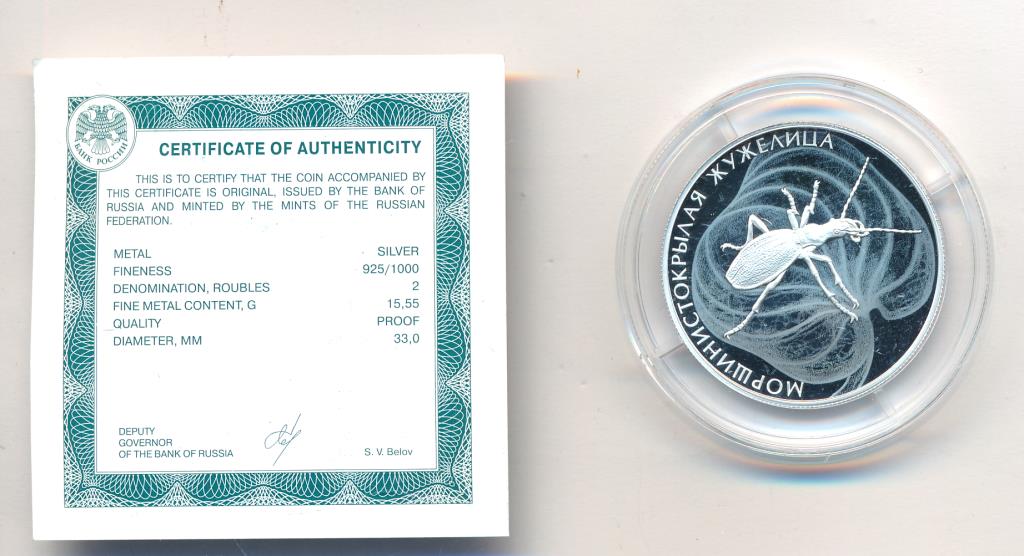 БАНК РОССИИ
CERTIFICATE OF AUTHENTICITY
THIS IS TO CERTIFY THAT THE COIN ACCOMPANIED BY
THIS CERTIFICATE IS ORIGINAL, ISSUED BY THE BANK OF
RUSSIA AND MINTED BY THE MINTS OF THE RUSSIAN
FEDERATION.
METAL SILVER
FINENESS 925/1000
DENOMINATION, ROUBLES 2
FINE METAL CONTENT, G 15,55
QUALITY PROOF
DIAMETER, MM 33,0
DEPUTY
GOVERNOR
OF THE BANK OF RUSSIA S. V. Belov
МОРЩИНИСТОКРЫЛАЯ ЖУЖЕЛИЦА